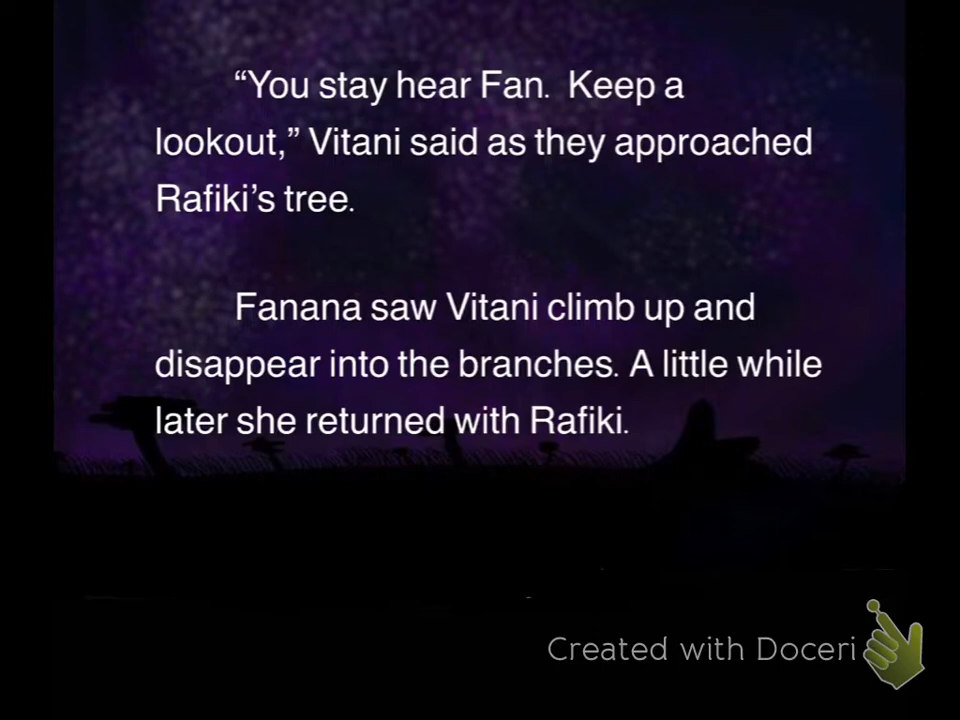 “You stay hear Fan.  Keep a
lookout,” Vitani said as they approached
Rafiki’s tree.
Fanana saw Vitani climb up and
disappear into the branches. A little while
later she returned with Rafiki.
Created with Doceri